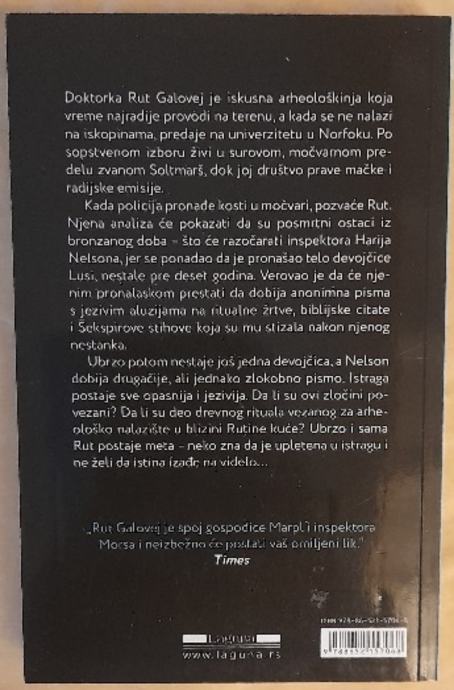 Doktorka Rut Galovej je iskusna arheološkinja koja
vreme najradije provodi na terenu, a kada se ne nalazi
na iskopinama, predaje na univerzitetu u Norfoku. Po
sopstvenom izboru živi u surovom, močvarnom pre-
delu zvanom Soltmarš, dok joj društvo prave mačke i
radijske emisije.
Kada policija pronađe kosti u močvari, pozvaće Rut.
Njena analiza će pokazati da su posmrtni ostaci iz
bronzanog doba – što će razočarati inspektora Harija
Nelsona, jer se ponadao da je pronašao telo devojčice
Lusi, nestale pre deset godina. Verovao je da će nje-
nim pronalaskom prestati da dobija anonimna pisma
s jezivim aluzijama na ritualne žrtve, biblijske citate
i Šekspirove stihove koja su mu stizala nakon njenog
nestanka.
Ubrzo potom nestaje još jedna devojčica, a Nelson
dobija drugačije, ali jednako zlokobno pismo. Istraga
postaje sve opasnija i jezivija. Da li su ovi zločini po-
vezani? Da li su deo drevnog rituala vezanog za arhe-
ološko nalazište u blizini Rutine kuće? Ubrzo i sama
Rut postaje meta – neko zna da je upletena u istragu i
ne želi da istina izađe na videlo...
„Rut Galovej je spoj gospođice Marpl i inspektora
Morsa i neizbežno će postati vaš omiljeni lik.“
Times
Laguna
www.laguna.rs